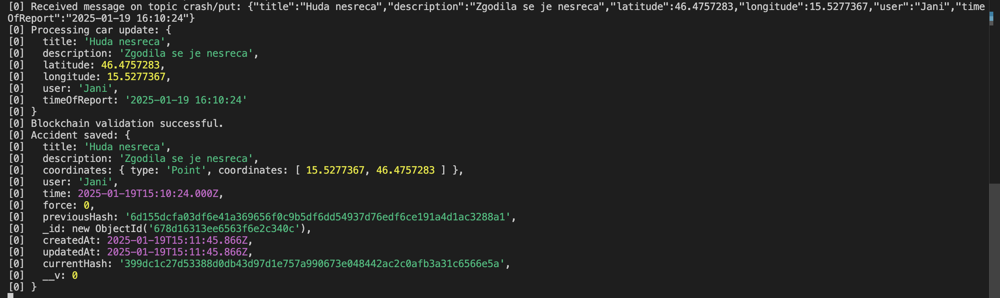 [0] Received message on topic crash/put: {"title":"Huda nesreca","description":"Zgodila se je nesreca","latitude":46.4757283,"longitude":15.5277367,"user":"Jani","time
OfReport":"2025-01-19 16:10:24"}
[0] Processing car update: {
[0]   title: 'Huda nesreca',
[0]   description: 'Zgodila se je nesreca',
[0]   latitude: 46.4757283,
[0]   longitude: 15.5277367,
[0]   user: 'Jani',
[0]   timeOfReport: '2025-01-19 16:10:24'
[0] }
[0] Blockchain validation successful.
[0] Accident saved: {
[0]   title: 'Huda nesreca',
[0]   description: 'Zgodila se je nesreca',
[0]   coordinates: { type: 'Point', coordinates: [ 15.5277367, 46.4757283 ] },
[0]   user: 'Jani',
[0]   time: 2025-01-19T15:10:24.000Z,
[0]   force: 0,
[0]   previousHash: '6d155dcfa03df6e41a369656f0c9b5df6dd54937d76edf6ce191a4d1ac3288a1',
[0]   _id: new ObjectId('678d16313ee6563f6e2c340c'),
[0]   createdAt: 2025-01-19T15:11:45.866Z,
[0]   updatedAt: 2025-01-19T15:11:45.866Z,
[0]   currentHash: '399dc1c27d53388d0db43d97d1e757a990673e048442ac2c0afb3a31c6566e5a',
[0]   __v: 0
[0] }